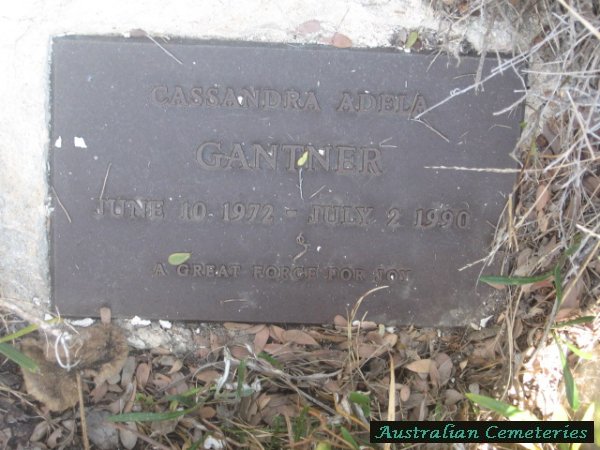 CASSANDRA ADELA
GANTNER
JUNE 10. 1972 - JULY 2 1990
A GREAT FORCE FOR JOY
Australian Cemeteries